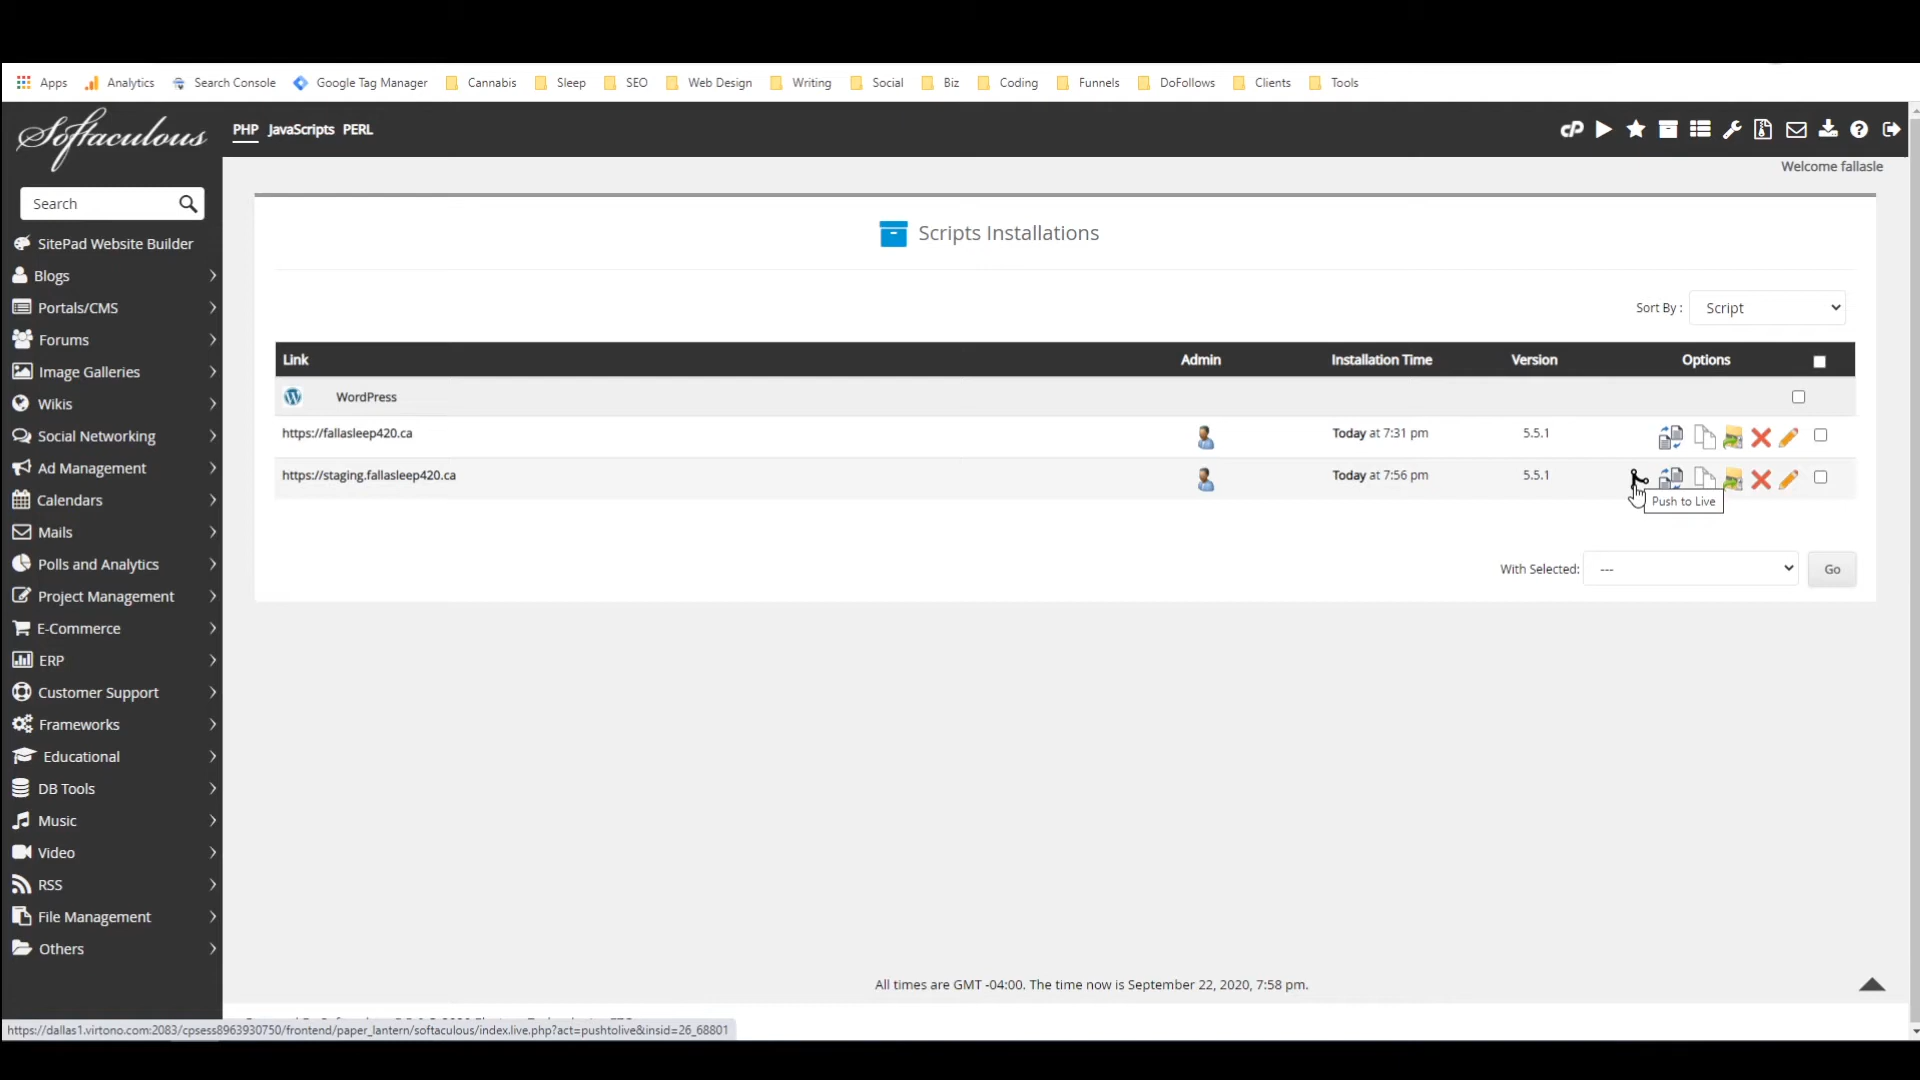 Apps Analytics Search Console Google Tag Manager Cannabis Sleep SEO Web Design Writing Social Biz Coding Funnels DoFollows Clients Tools
Softaculous PHP JavaScripts PERL cP
Welcome fallasle
Search
SitePad Website Builder
Blogs
Portals/CMS
Forums
Image Galleries
Wikis
Social Networking
Ad Management
Calendars
Mails
Polls and Analytics
Project Management
E-Commerce
ERP
Customer Support
Frameworks
Educational
DB Tools
Music
Video
RSS
File Management
Others
Scripts Installations
Sort By : Script
Link Admin Installation Time Version Options
WordPress
https://fallasleep420.ca Today at 7:31 pm 5.5.1
https://staging.fallasleep420.ca Today at 7:56 pm 5.5.1
Push to Live
With Selected: --- Go
All times are GMT -04:00. The time now is September 22, 2020, 7:58 pm.
https://dallas1.virtono.com:2083/cpsess8963930750/frontend/paper_lantern/softaculous/index.live.php?act=pushtolive&insid=26_68801